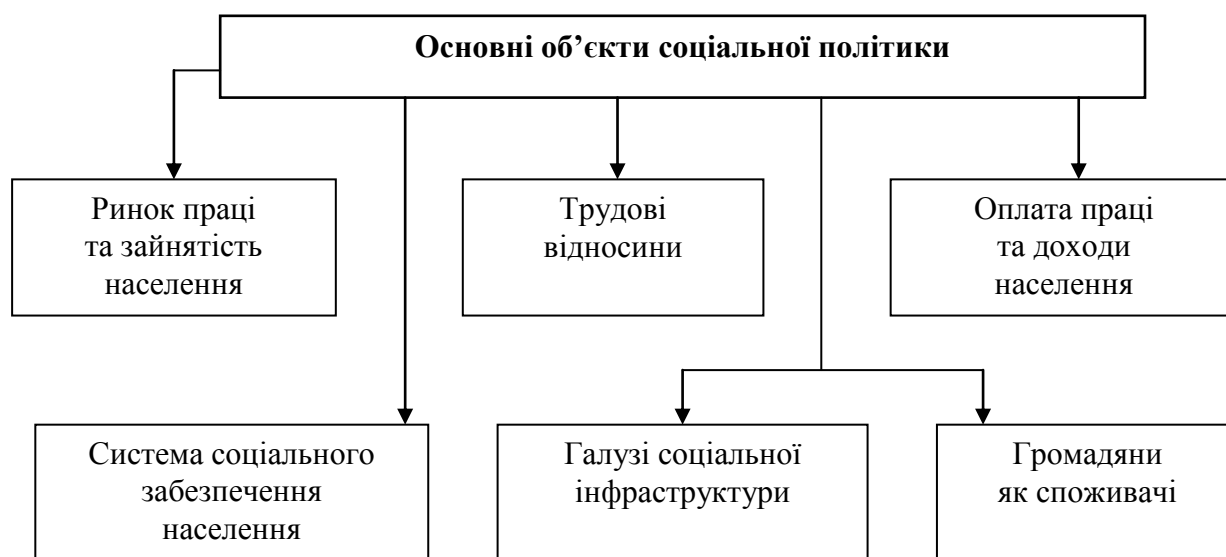 Основні об’єкти соціальної політики
Ринок праці
та зайнятість
населення
Трудові
відносини
Оплата праці
та доходи
населення
Система соціального
забезпечення
населення
Галузі соціальної
інфраструктури
Громадяни
як споживачі